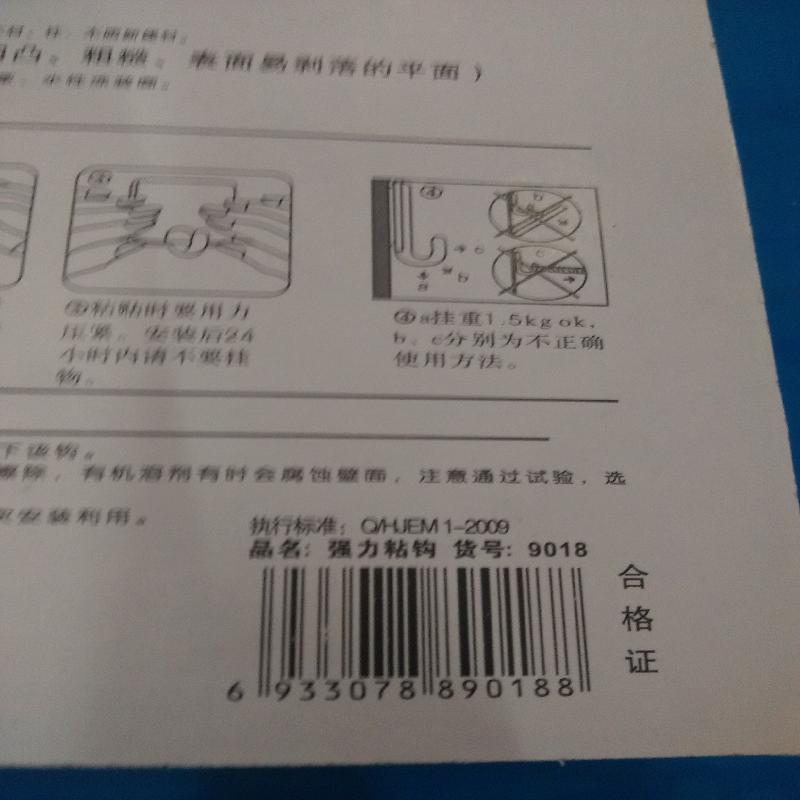 凸。粗糙。表面易剥落的平面）
③粘贴时要用力
压紧。安装后24
小时内请不要挂
物。
④
a
b
c
b
c
④a挂重1.5kg ok,
b、c分别为不正确
使用方法。
下该钩。
擦除，有机溶剂有时会腐蚀壁面，注意通过试验，选
安装利用。
执行标准：Q/HJEM 1-2009
品名：强力粘钩 货号：9018
合格证
6 933078 890188